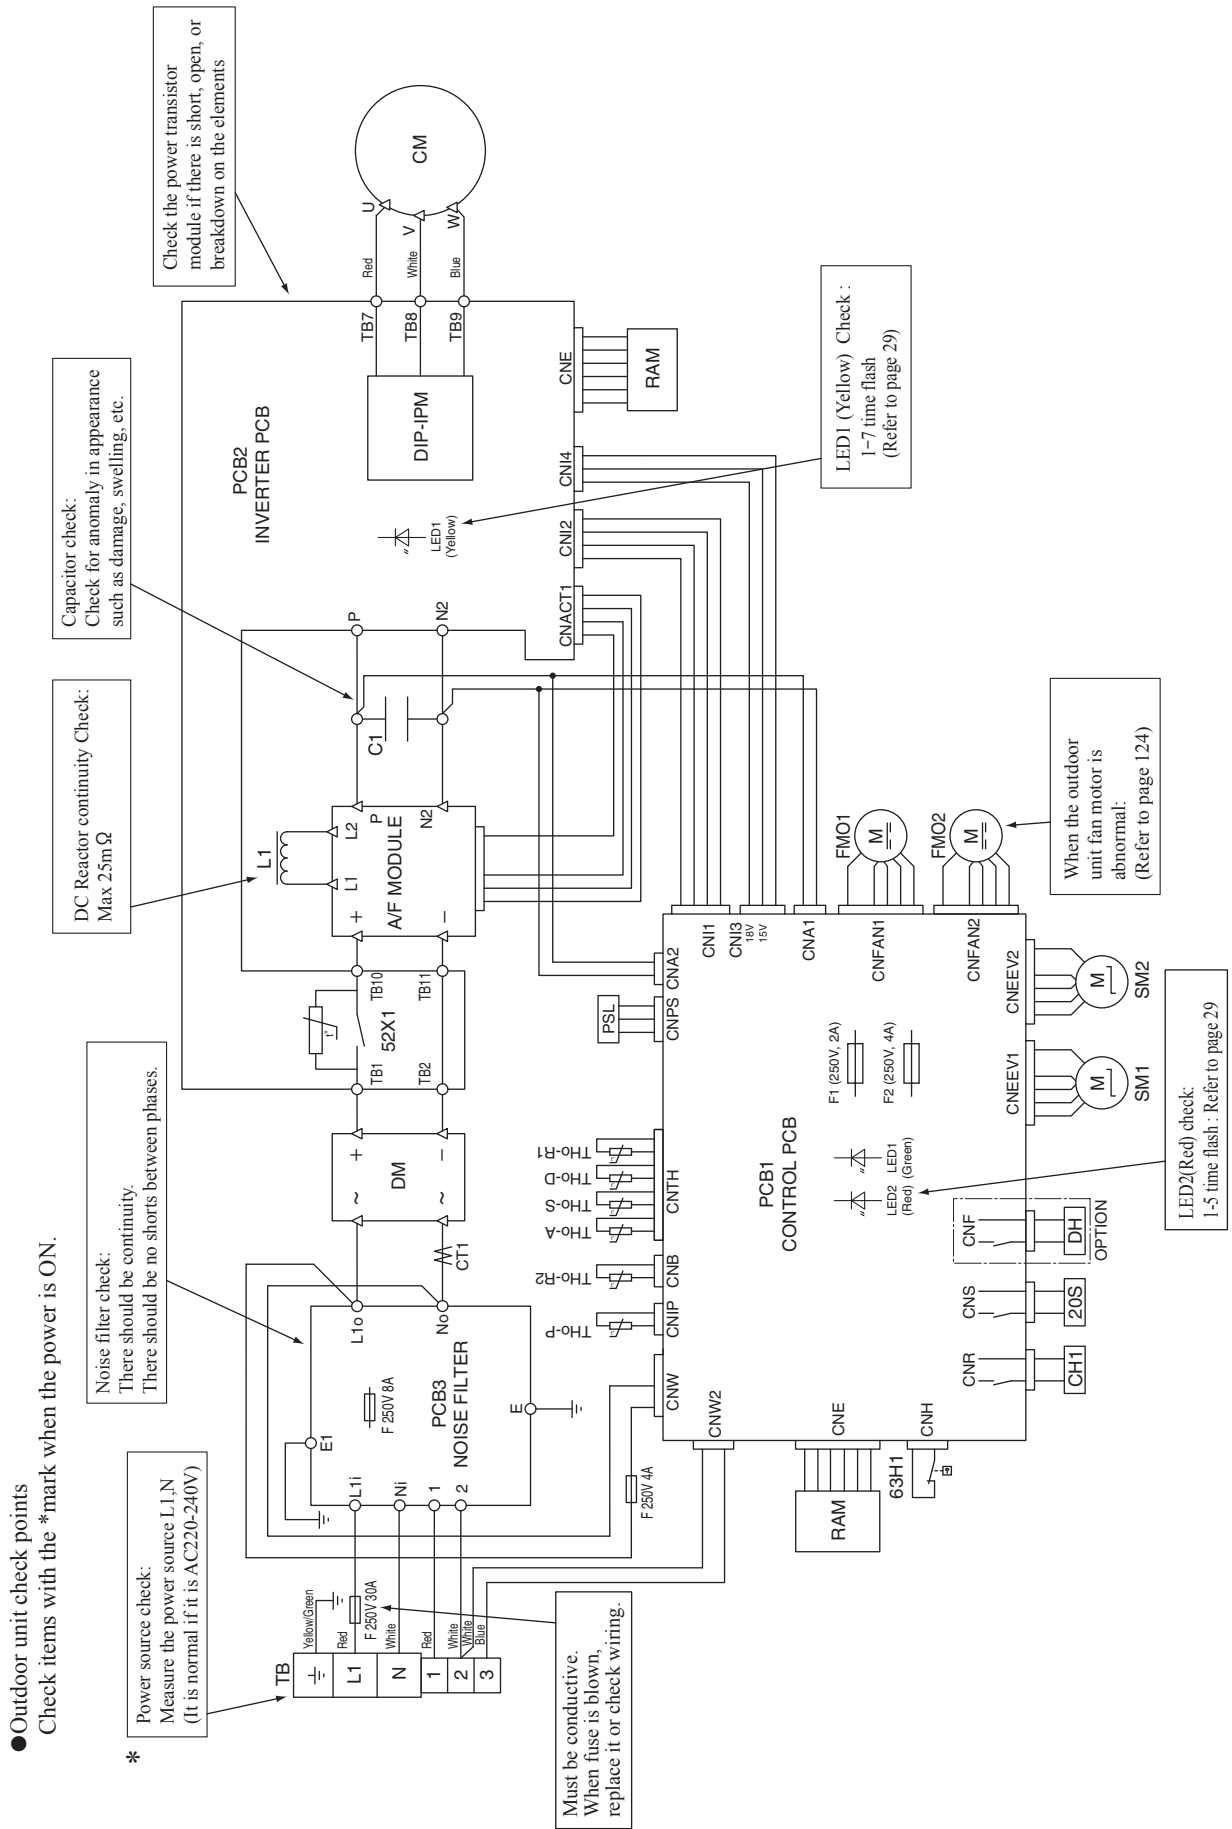 ●Outdoor unit check points
Check items with the *mark when the power is ON.
*
Power source check:
Measure the power source L1,N
(It is normal if it is AC220-240V)
Noise filter check:
There should be continuity.
There should be no shorts between phases.
DC Reactor continuity Check:
Max 25mΩ
Capacitor check:
Check for anomaly in appearance
such as damage, swelling, etc.
Check the power transistor
module if there is short, open, or
breakdown on the elements
TB
L1
N
1
2
3
Yellow/Green
Red
F 250V 30A
White
Red
White
White
Blue
Must be conductive.
When fuse is blown,
replace it or check wiring.
L1i
Ni
1
2
E1
E
F 250V 8A
PCB3
NOISE FILTER
L1o
No
CT1
F 250V 4A
~
~
+
−
DM
TB1
TB2
52X1
t°
TB10
TB11
L1
+
−
L1
L2
A/F MODULE
P
N2
C1
P
N2
PCB2
INVERTER PCB
LED1
(Yellow)
DIP-IPM
TB7
TB8
TB9
Red
White
Blue
U
V
W
CM
CNACT1
CNI2
CNI4
CNE
RAM
LED1 (Yellow) Check :
1-7 time flash
(Refer to page 29)
CNW2
CNW
CNIP
CNB
CNTH
CNPS
CNA2
THo-P
THo-R2
THo-A
THo-S
THo-D
THo-R1
PSL
PCB1
CONTROL PCB
LED2
(Red)
LED1
(Green)
F1 (250V, 2A)
F2 (250V, 4A)
CNI1
CNI3
18V
15V
CNA1
CNFAN1
CNFAN2
FMO1
M
FMO2
M
When the outdoor
unit fan motor is
abnormal:
(Refer to page 124)
CNE
RAM
CNH
63H1
P
CNR
CH1
CNS
20S
CNF
DH
OPTION
CNEEV1
M
SM1
CNEEV2
M
SM2
LED2(Red) check:
1-5 time flash : Refer to page 29